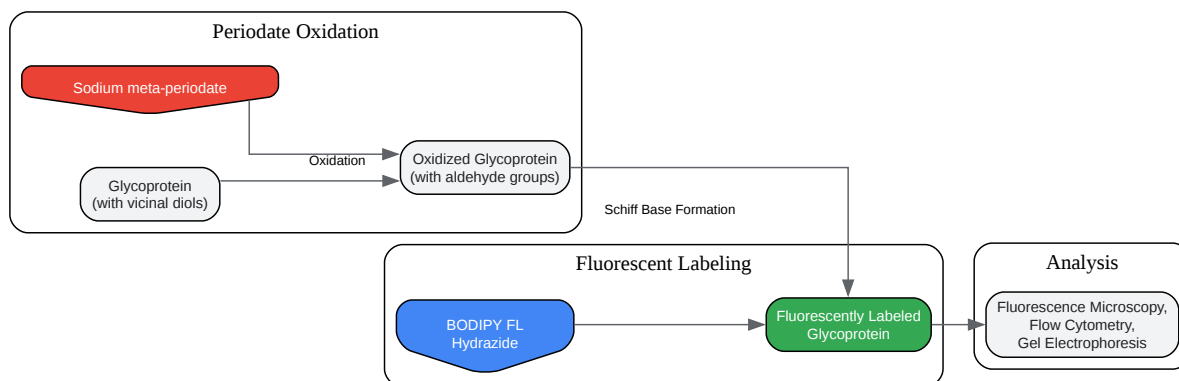 Periodate Oxidation
Sodium meta-periodate
Oxidation
Oxidized Glycoprotein
(with aldehyde groups)
Glycoprotein
(with vicinal diols)
Schiff Base Formation
Fluorescent Labeling
BODIPY FL
Hydrazide
Fluorescently Labeled
Glycoprotein
Analysis
Fluorescence Microscopy,
Flow Cytometry,
Gel Electrophoresis